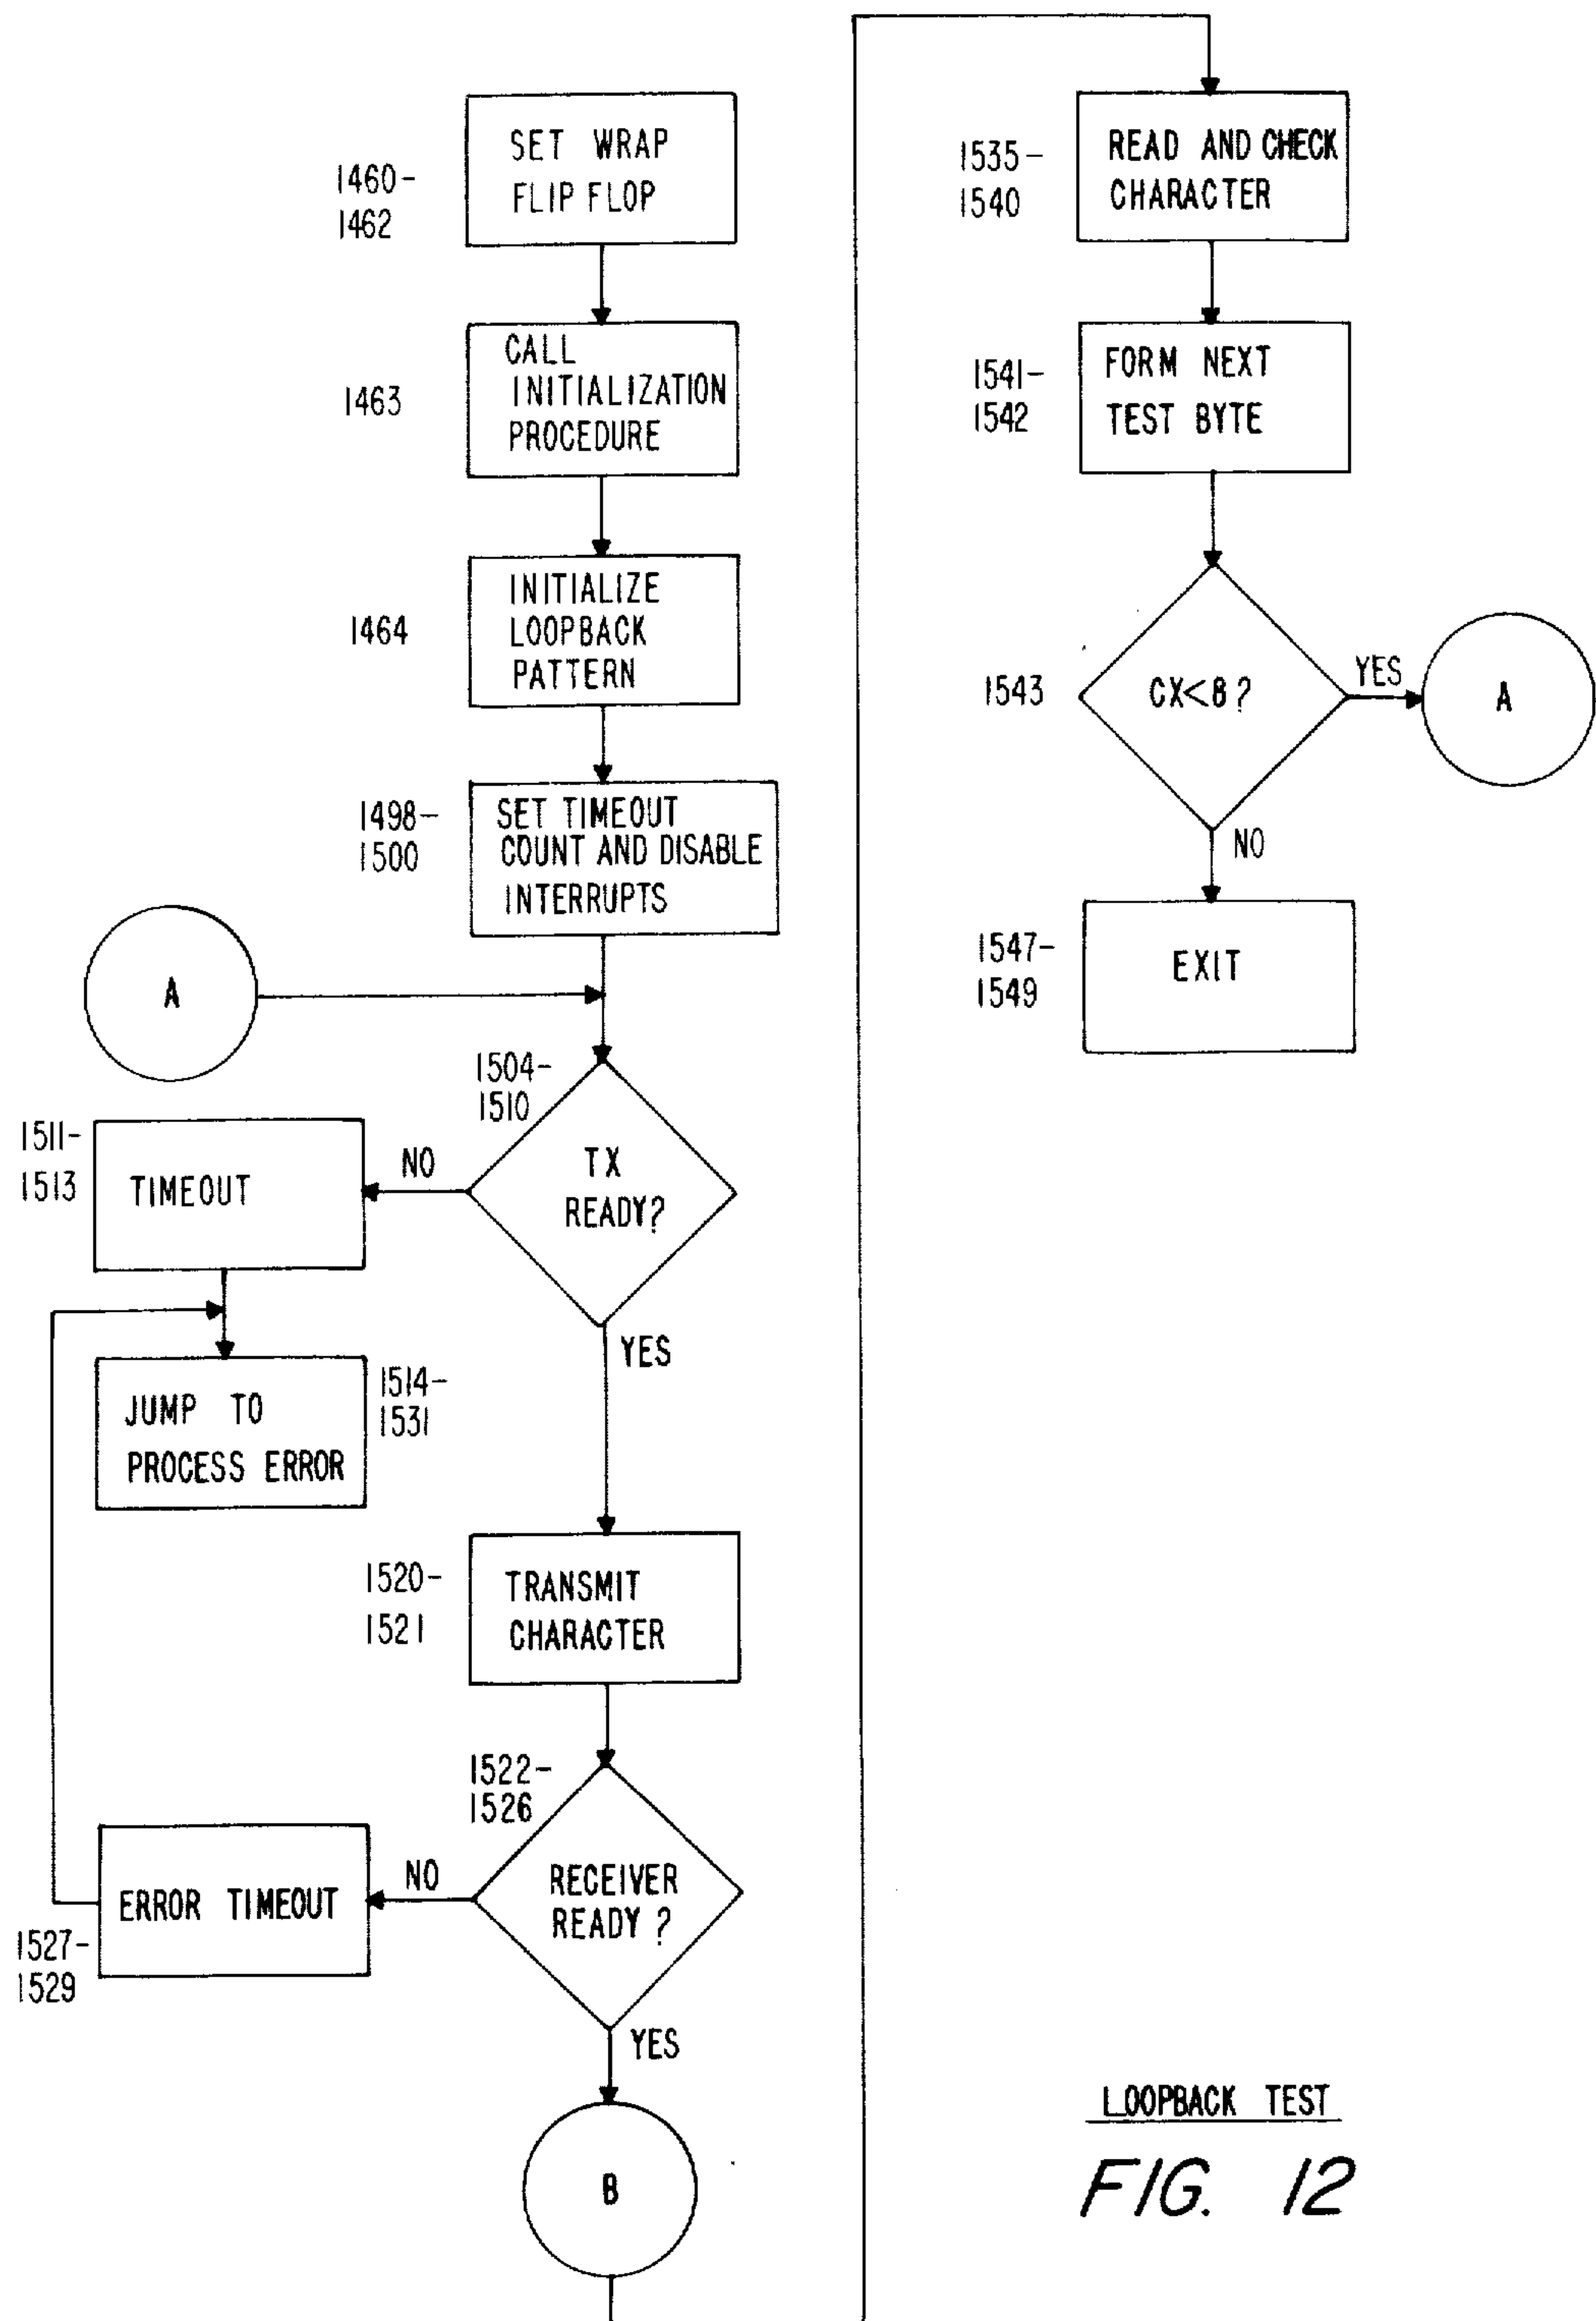 1460-
1462
SET WRAP
FLIP FLOP
1463
CALL
INITIALIZATION
PROCEDURE
1464
INITIALIZE
LOOPBACK
PATTERN
1498-
1500
SET TIMEOUT
COUNT AND DISABLE
INTERRUPTS
A
1504-
1510
TX
READY?
NO
YES
1511-
1513
TIMEOUT
JUMP TO
PROCESS ERROR
1514-
1531
1520-
1521
TRANSMIT
CHARACTER
1522-
1526
RECEIVER
READY ?
NO
ERROR TIMEOUT
1527-
1529
YES
B
1535-
1540
READ AND CHECK
CHARACTER
1541-
1542
FORM NEXT
TEST BYTE
1543
CX<8?
YES
A
NO
1547-
1549
EXIT
LOOPBACK TEST
FIG. 12